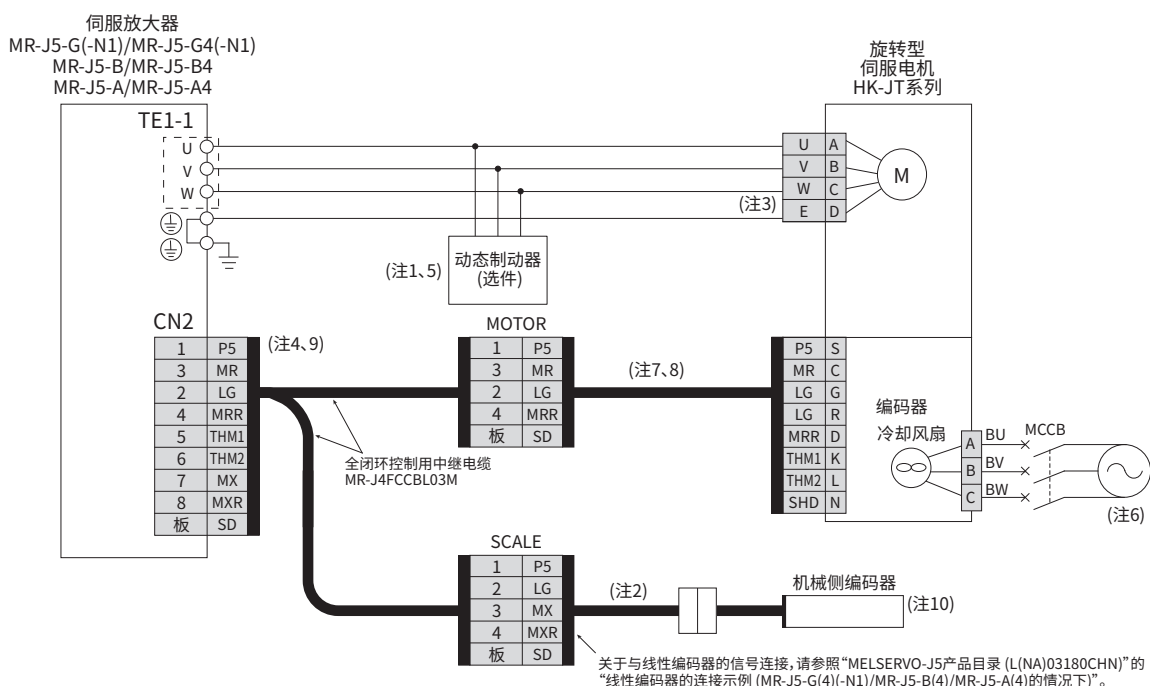 伺服放大器
MR-J5-G(-N1)/MR-J5-G4(-N1)
MR-J5-B/MR-J5-B4
MR-J5-A/MR-J5-A4
旋转型
伺服电机
HK-JT系列
TE1-1
U
V
W
U A
V B
W C
E D
M
(注3)
(注1、5)
动态制动器
(选件)
CN2
1 P5
3 MR
2 LG
4 MRR
5 THM1
6 THM2
7 MX
8 MXR
板 SD
(注4、9)
MOTOR
1 P5
3 MR
2 LG
4 MRR
板 SD
(注7、8)
P5 S
MR C
LG G
LG R
MRR D
THM1 K
THM2 L
SHD N
编码器
冷却风扇
A BU
B BV
C BW
MCCB
(注6)
全闭环控制用中继电缆
MR-J4FCCBL03M
SCALE
1 P5
2 LG
3 MX
4 MXR
板 SD
(注2)
机械侧编码器
(注10)
关于与线性编码器的信号连接,请参照“MELSERVO-J5产品目录 (L(NA)03180CHN)”的
“线性编码器的连接示例 (MR-J5-G(4)(-N1)/MR-J5-B(4)/MR-J5-A(4)的情况下)”。